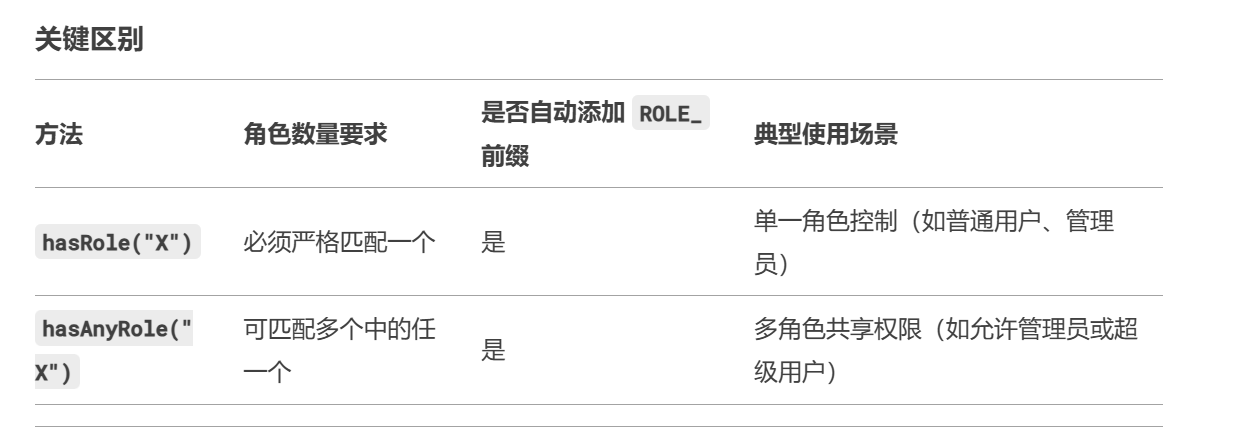 关键区别
方法
角色数量要求
是否自动添加 ROLE_
前缀
典型使用场景
hasRole("X")
必须严格匹配一个
是
单一角色控制（如普通用户、管理
员）
hasAnyRole("
X")
可匹配多个中的任
一个
是
多角色共享权限（如允许管理员或超
级用户）